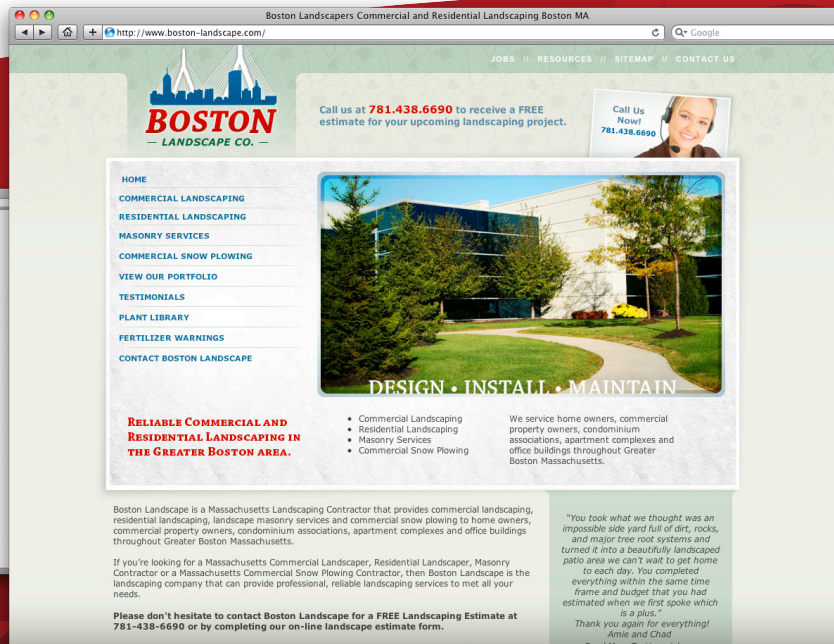 Boston Landscapers Commercial and Residential Landscaping Boston MA
http://www.boston-landscape.com/
Google
JOBS // RESOURCES // SITEMAP // CONTACT US
BOSTON
— LANDSCAPE CO. —
Call us at 781.438.6690 to receive a FREE
estimate for your upcoming landscaping project.
Call Us
Now!
781.438.6690
HOME
COMMERCIAL LANDSCAPING
RESIDENTIAL LANDSCAPING
MASONRY SERVICES
COMMERCIAL SNOW PLOWING
VIEW OUR PORTFOLIO
TESTIMONIALS
PLANT LIBRARY
FERTILIZER WARNINGS
CONTACT BOSTON LANDSCAPE
DESIGN • INSTALL • MAINTAIN
RELIABLE COMMERCIAL AND
RESIDENTIAL LANDSCAPING IN
THE GREATER BOSTON AREA.
• Commercial Landscaping
• Residential Landscaping
• Masonry Services
• Commercial Snow Plowing
We service home owners, commercial
property owners, condominium
associations, apartment complexes and
office buildings throughout Greater
Boston Massachusetts.
Boston Landscape is a Massachusetts Landscaping Contractor that provides commercial landscaping,
residential landscaping, landscape masonry services and commercial snow plowing to home owners,
commercial property owners, condominium associations, apartment complexes and office buildings
throughout Greater Boston Massachusetts.
If you're looking for a Massachusetts Commercial Landscaper, Residential Landscaper, Masonry
Contractor or a Massachusetts Commercial Snow Plowing Contractor, then Boston Landscape is the
landscaping company that can provide professional, reliable landscaping services to met all your
needs.
Please don't hesitate to contact Boston Landscape for a FREE Landscaping Estimate at
781-438-6690 or by completing our on-line landscape estimate form.
"You took what we thought was an
impossible side yard full of dirt, rocks,
and major tree root systems and
turned it into a beautifully landscaped
patio area we can't wait to get home
to each day. You completed
everything within the same time
frame and budget that you had
estimated when we first spoke which
is a plus."
Thank you again for everything!
Amie and Chad